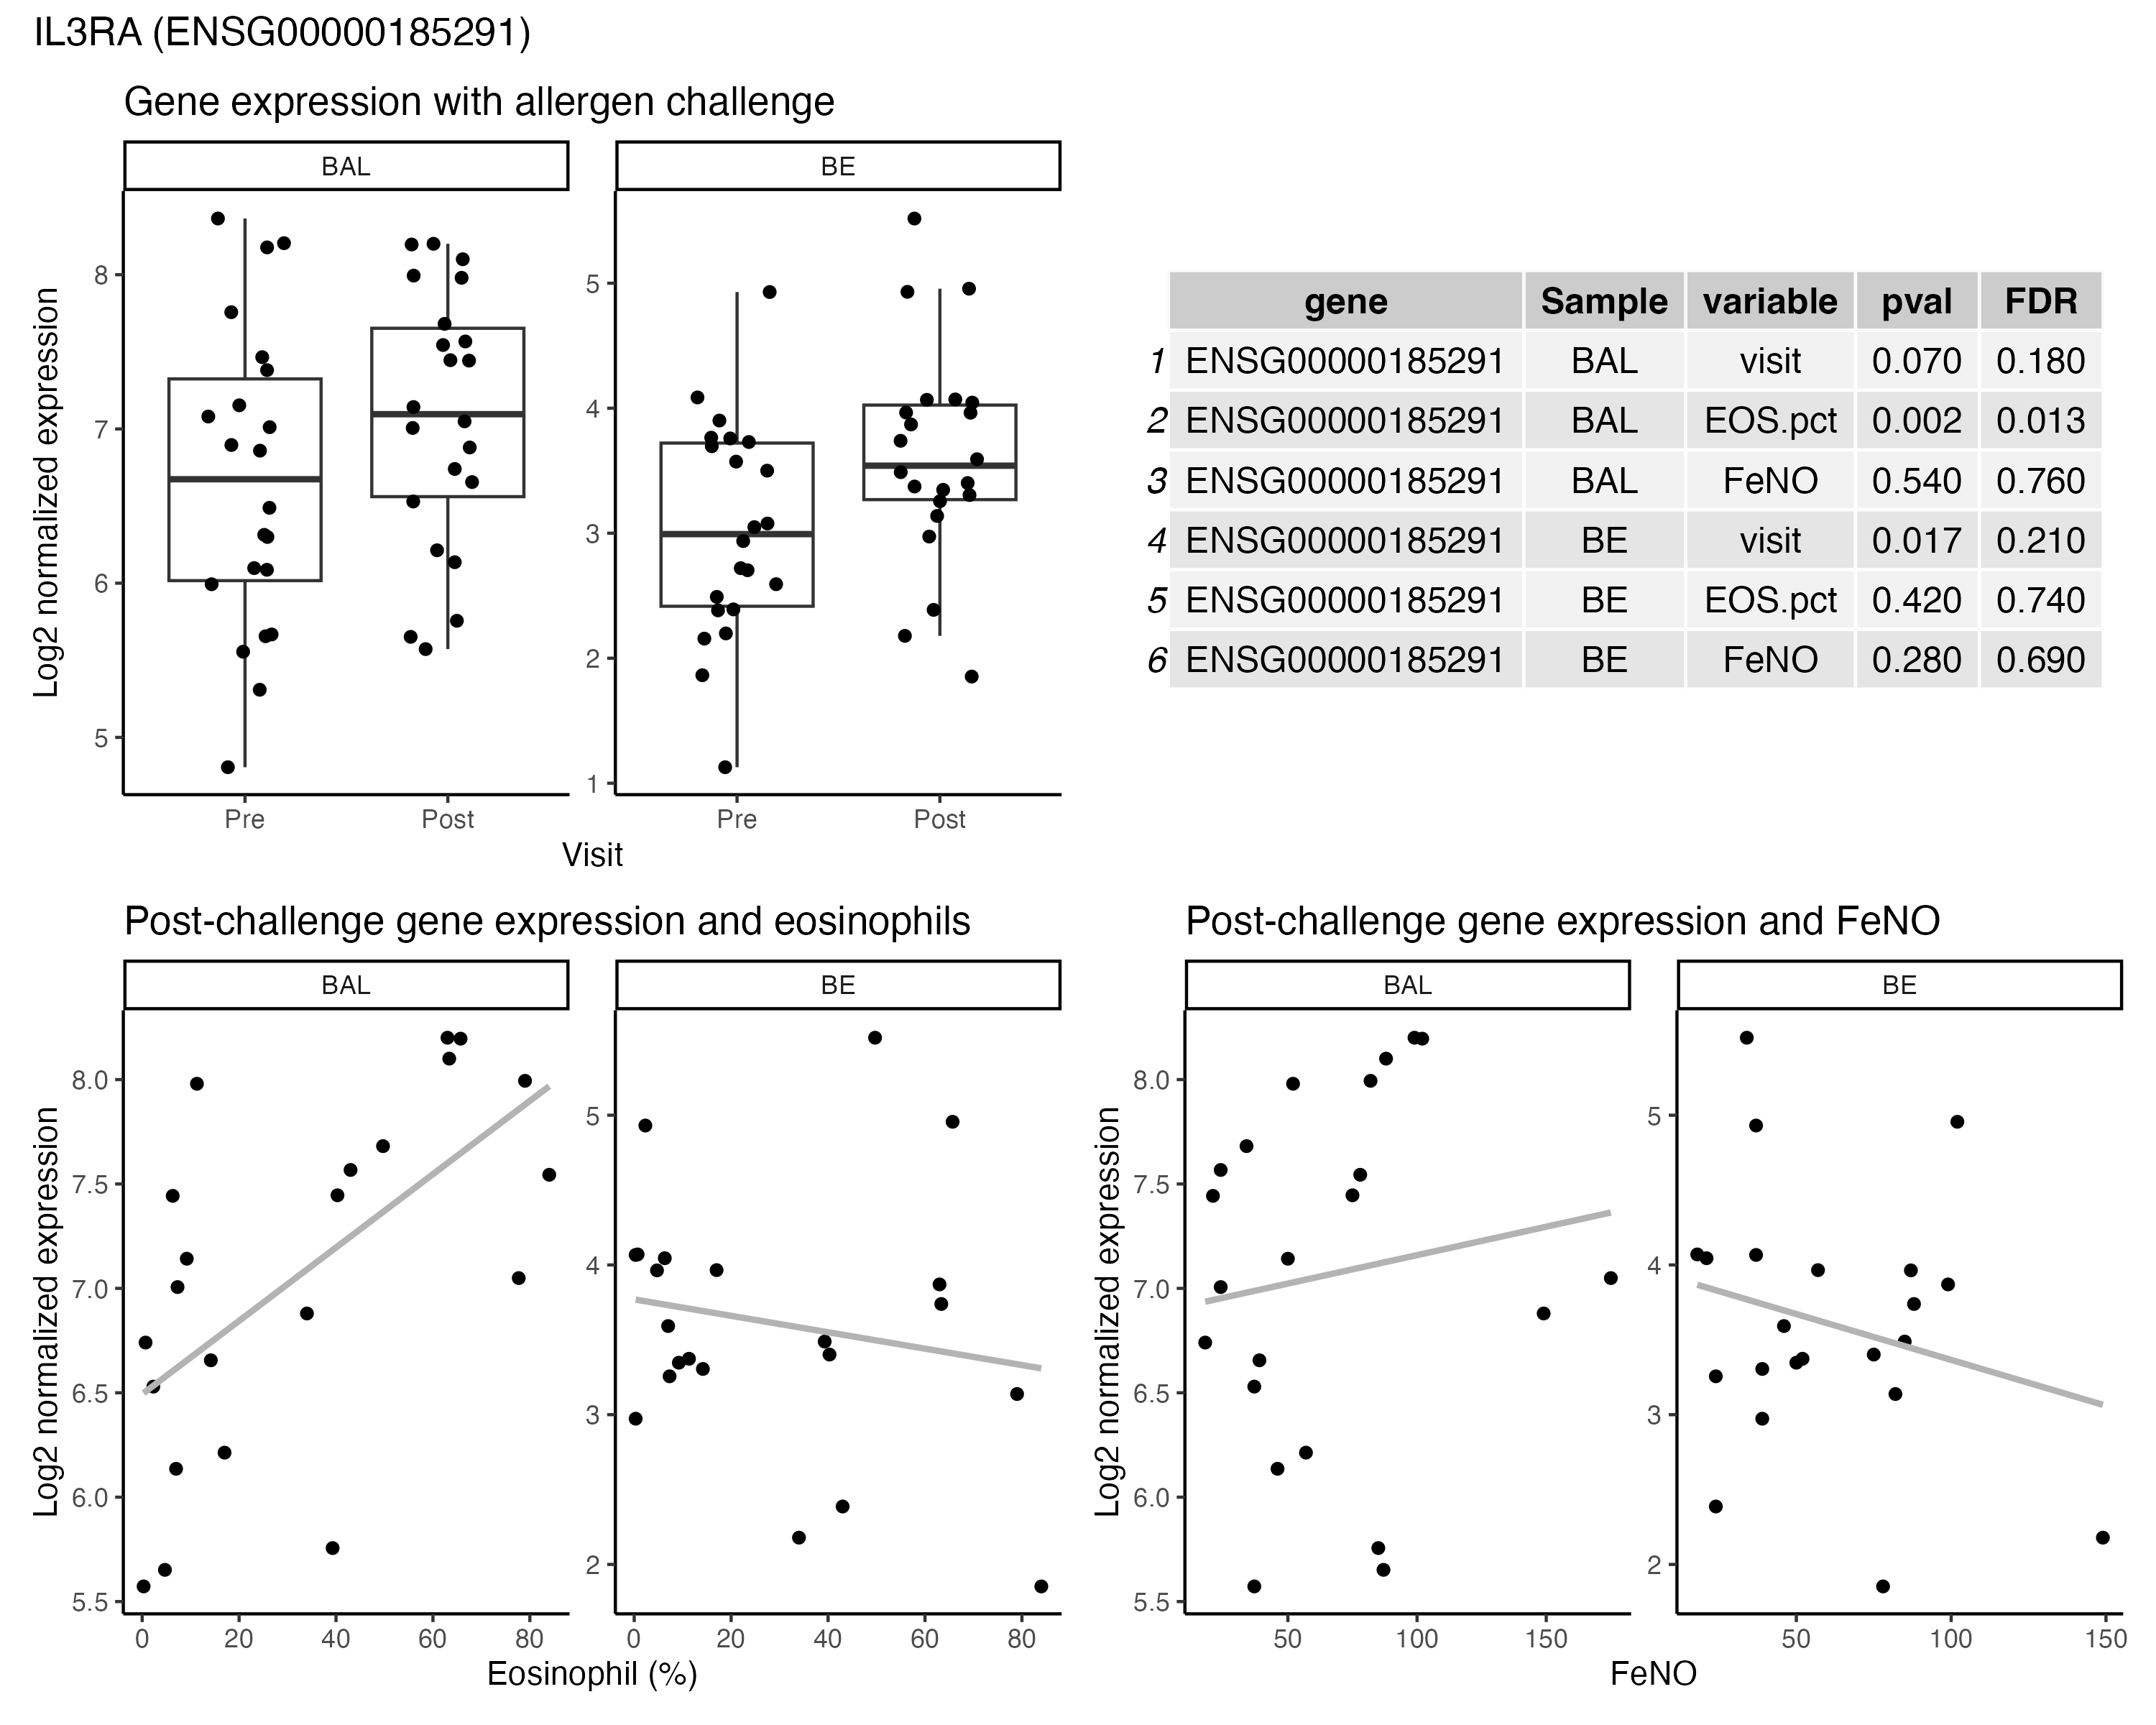 IL3RA (ENSG00000185291)
Gene expression with allergen challenge
BAL BE
Log2 normalized expression
8
7
6
5
5
4
3
2
1
Pre Post Pre Post
Visit
gene Sample variable pval FDR
1 ENSG00000185291 BAL visit 0.070 0.180
2 ENSG00000185291 BAL EOS.pct 0.002 0.013
3 ENSG00000185291 BAL FeNO 0.540 0.760
4 ENSG00000185291 BE visit 0.017 0.210
5 ENSG00000185291 BE EOS.pct 0.420 0.740
6 ENSG00000185291 BE FeNO 0.280 0.690
Post-challenge gene expression and eosinophils
BAL BE
Log2 normalized expression
8.0
7.5
7.0
6.5
6.0
5.5
5
4
3
2
0 20 40 60 80 0 20 40 60 80
Eosinophil (%)
Post-challenge gene expression and FeNO
BAL BE
Log2 normalized expression
8.0
7.5
7.0
6.5
6.0
5.5
5
4
3
2
50 100 150 50 100 150
FeNO